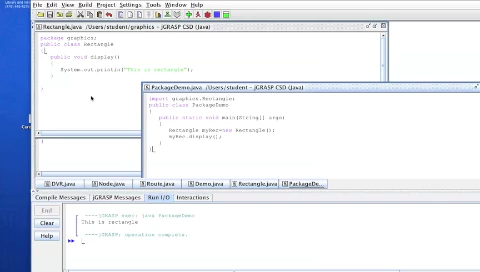 File Edit View Build Project Settings Tools Window Help
Rectangle.java /Users/student/graphics - jGRASP CSD (Java)
package graphics;
public class Rectangle
{
public void display()
{
System.out.println("This is rectangle");
}
}
PackageDemo.java /Users/student - jGRASP CSD (Java)
import graphics.Rectangle;
public class PackageDemo
{
public static void main(String[] args)
{
Rectangle myRec=new Rectangle();
myRec.display();
}
}
DVR.java Node.java Route.java Demo.java Rectangle.java PackageDe...
Compile Messages jGRASP Messages Run I/O Interactions
End
Clear
Help
----jGRASP exec: java PackageDemo
This is rectangle
----jGRASP: operation complete.